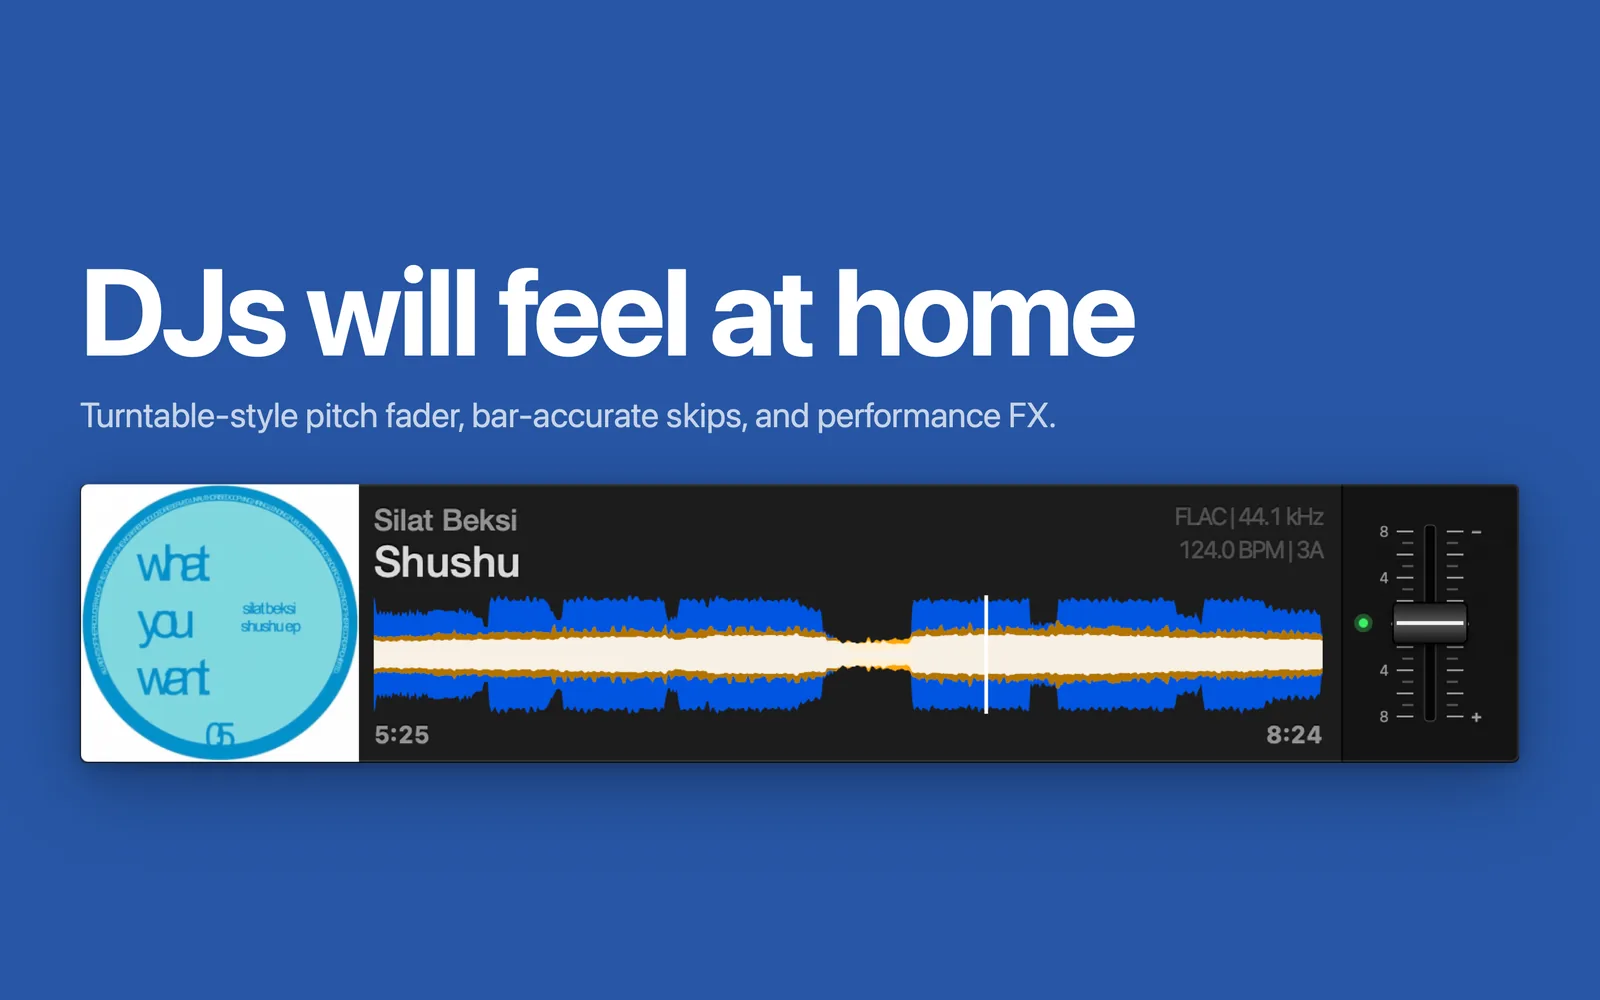 DJs will feel at home
Turntable-style pitch fader, bar-accurate skips, and performance FX.
what
you
want
05
silat beksi
shushu ep
Silat Beksi
Shushu
FLAC | 44.1 kHz
124.0 BPM | 3A
5:25
8:24
8 −
4
4
8 +